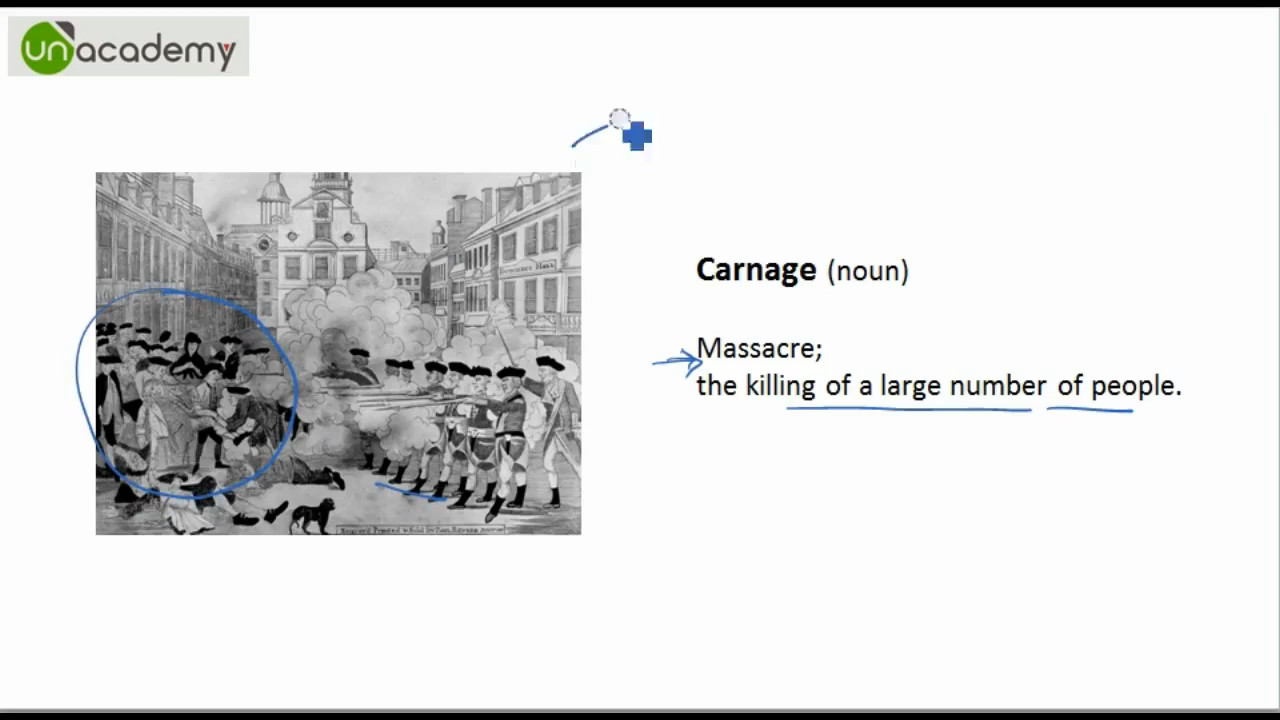 unacademy
Carnage (noun)
Massacre;
the killing of a large number of people.